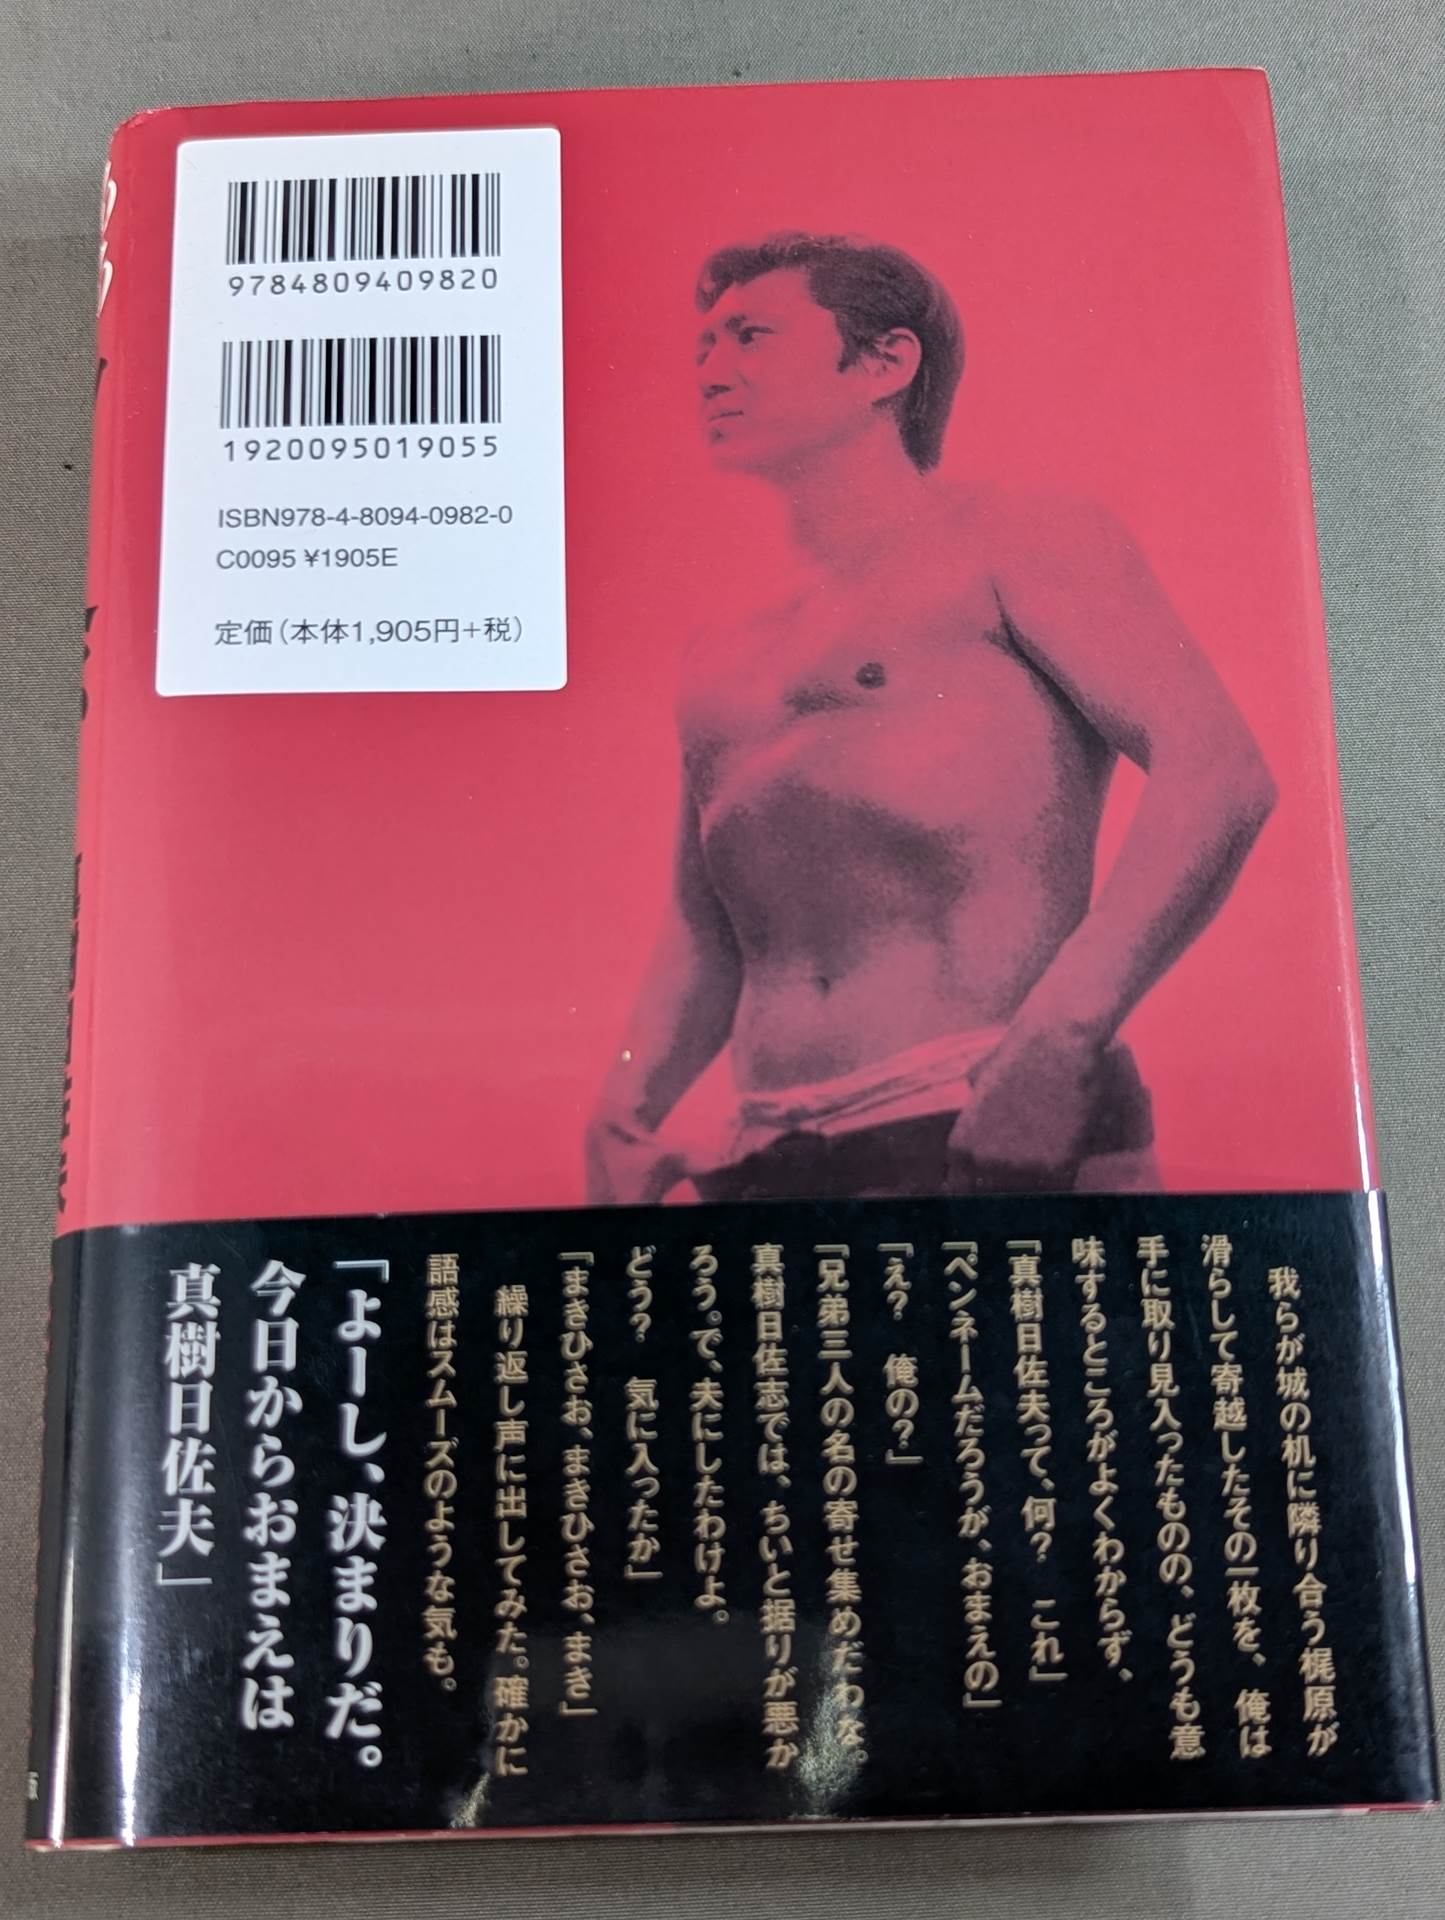 9784809409820
1920095019055
ISBN978-4-8094-0982-0
C0095 ¥1905E
定価(本体1,905円+税)
我らが城の机に隣り合う梶原が
滑らして寄越したその一枚を、俺は
手に取り見入ったものの、どうも意
味するところがよくわからず、
「真樹日佐夫って、何? これ」
「ペンネームだろうが、おまえの」
「え? 俺の?」
「兄弟三人の名の寄せ集めだわな。
真樹日佐志では、ちいと据りが悪か
ろう。で、夫にしたわけよ。
どう? 気に入ったか」
「まきひさお、まきひさお、まき」
繰り返し声に出してみた。確かに
語感はスムーズのような気も。
「よーし、決まりだ。
今日からおまえは
真樹日佐夫」